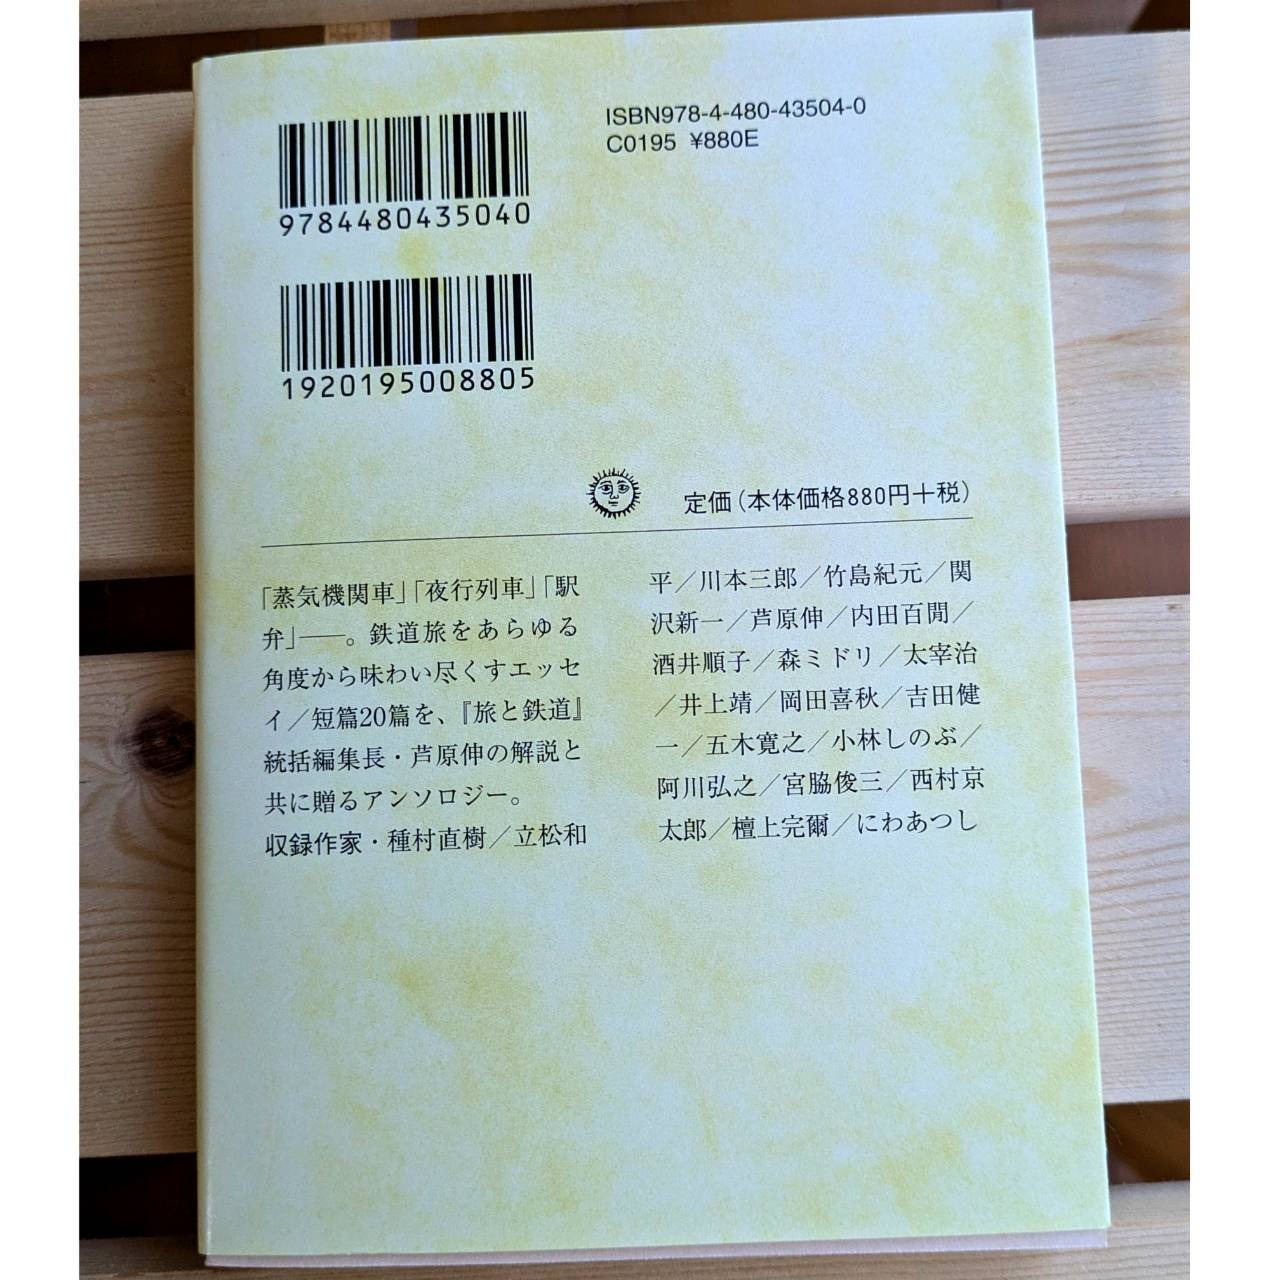 ISBN978-4-480-43504-0
C0195 ¥880E
9784480435040
1920195008805
定価(本体価格880円+税)
「蒸気機関車」「夜行列車」「駅
弁」──。鉄道旅をあらゆる
角度から味わい尽くすエッセ
イ／短篇20篇を、『旅と鉄道』
統括編集長・芦原伸の解説と
共に贈るアンソロジー。
収録作家・種村直樹／立松和
平／川本三郎／竹島紀元／関
沢新一／芦原伸／内田百閒／
酒井順子／森ミドリ／太宰治
／井上靖／岡田喜秋／吉田健
一／五木寛之／小林しのぶ／
阿川弘之／宮脇俊三／西村京
太郎／檀上完爾／にわあつし